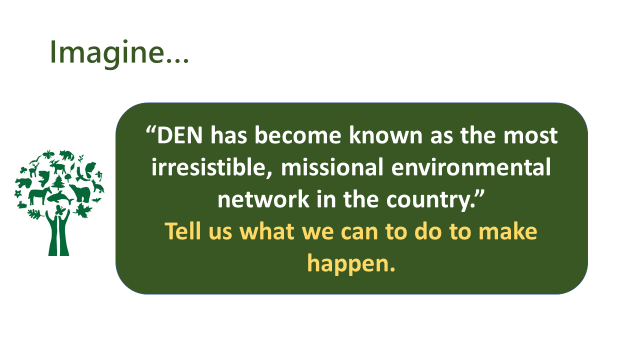 Imagine...
“DEN has become known as the most
irresistible, missional environmental
network in the country.”
Tell us what we can to do to make
happen.